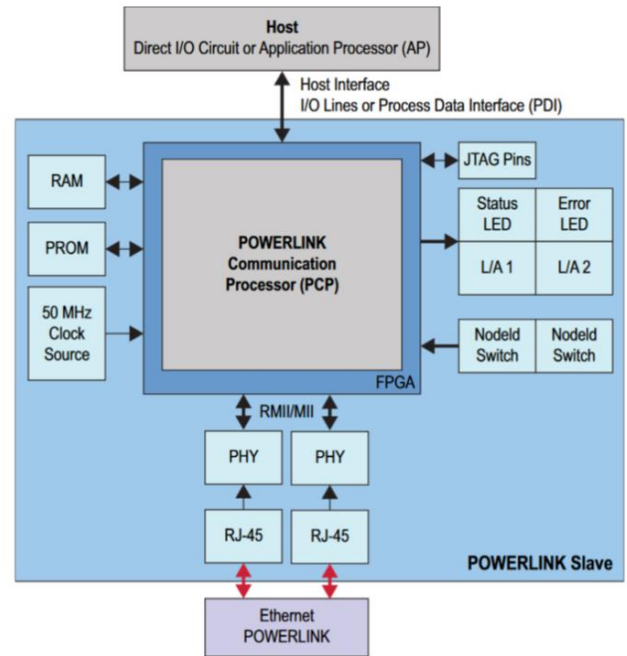 Host
Direct I/O Circuit or Application Processor (AP)
Host Interface
I/O Lines or Process Data Interface (PDI)
RAM
PROM
50 MHz
Clock
Source
POWERLINK
Communication
Processor (PCP)
FPGA
JTAG Pins
Status
LED
Error
LED
L/A 1
L/A 2
NodeId
Switch
NodeId
Switch
RMII/MII
PHY
PHY
RJ-45
RJ-45
POWERLINK Slave
Ethernet
POWERLINK